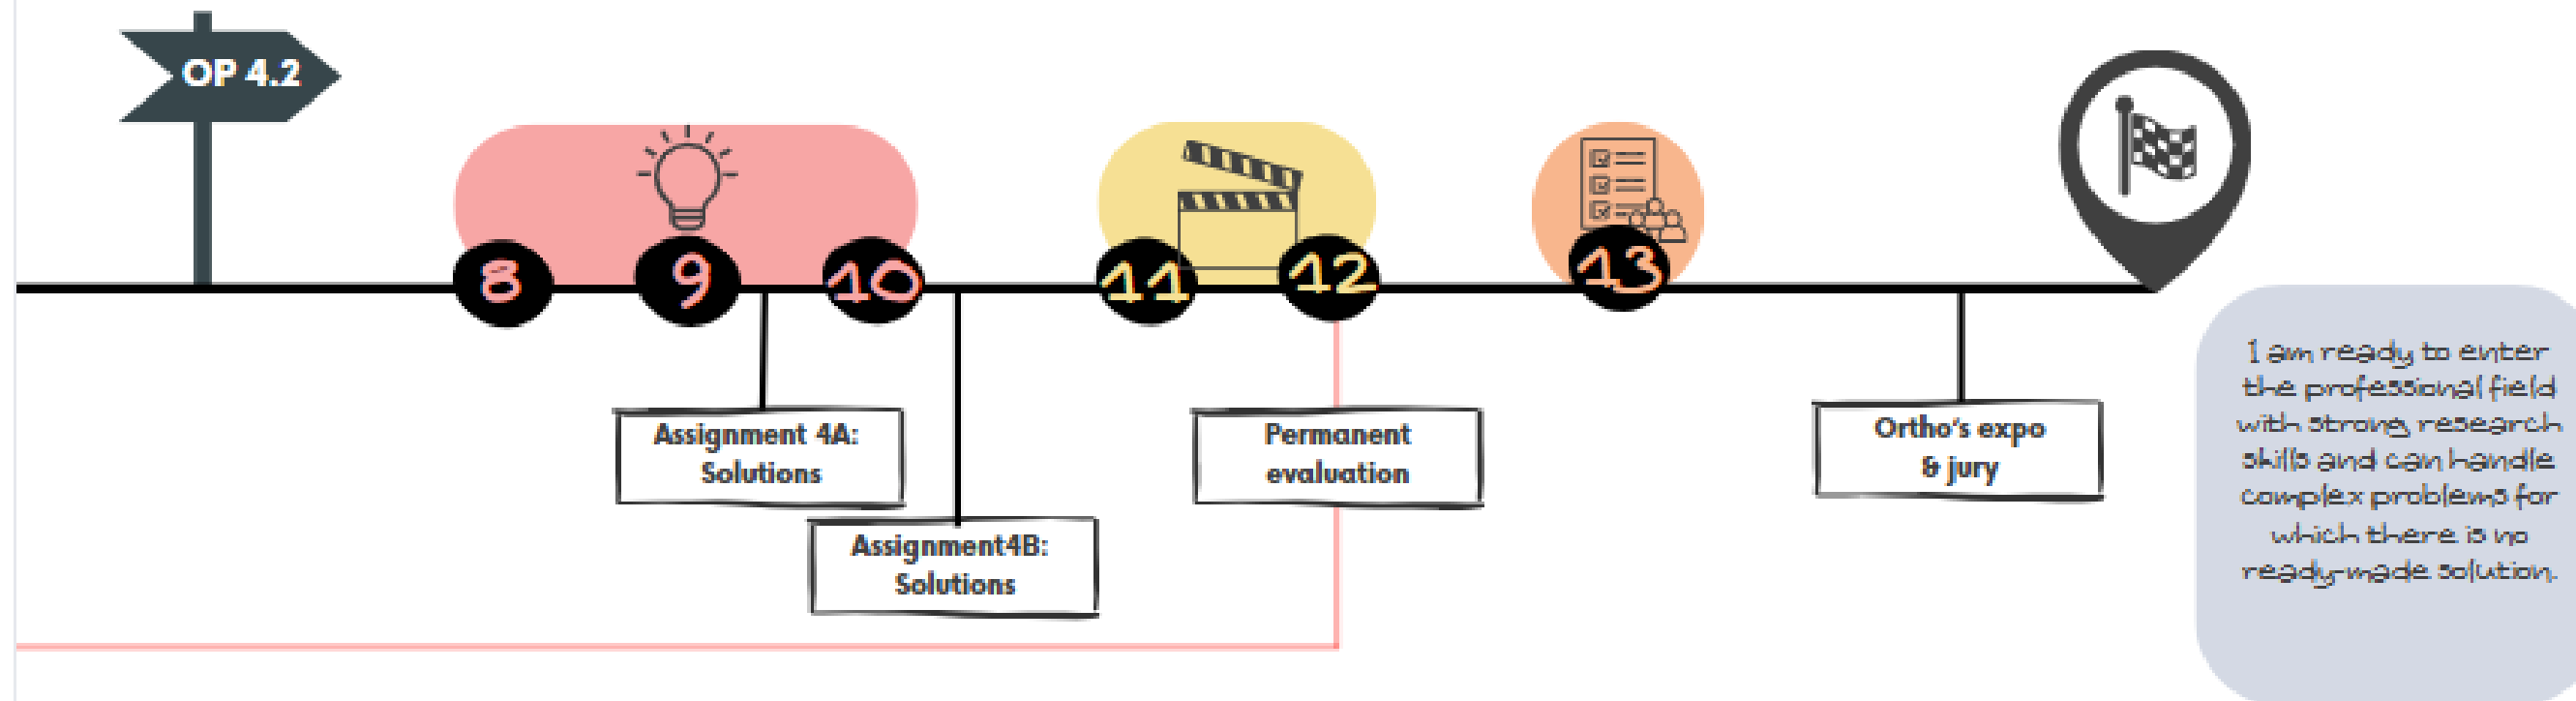 OP 4.2
8
9
10
11
12
13
Assignment 4A:
Solutions
Assignment4B:
Solutions
Permanent
evaluation
Ortho's expo
& jury
I am ready to enter
the professional field
with strong research
skills and can handle
complex problems for
which there is no
ready-made solution.